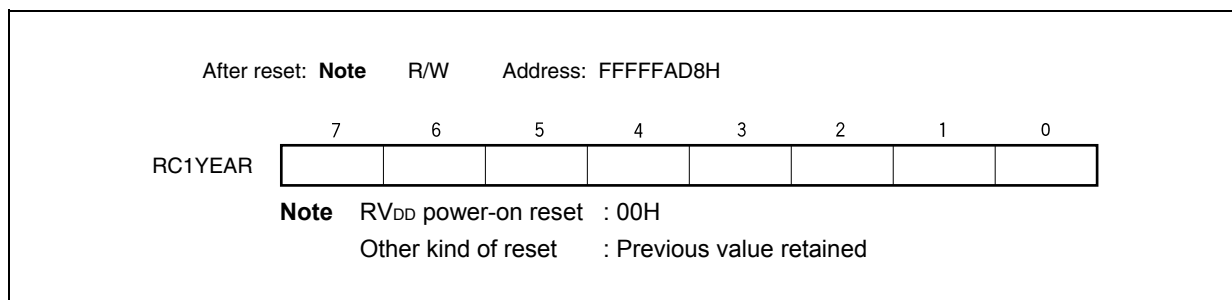 After reset: Note R/W Address: FFFFFAD8H
7 6 5 4 3 2 1 0
RC1YEAR
Note RVDD power-on reset : 00H
Other kind of reset : Previous value retained